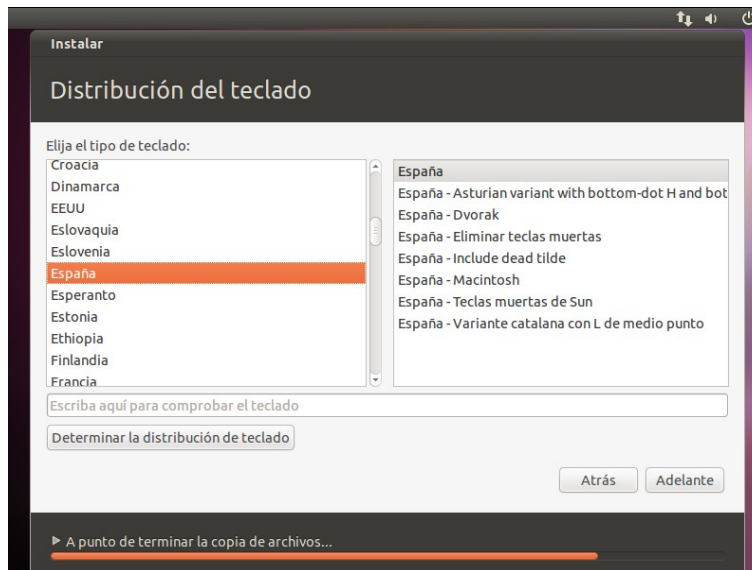 Instalar
Distribución del teclado
Elija el tipo de teclado:
Croacia
Dinamarca
EEUU
Eslovaquia
Eslovenia
España
Esperanto
Estonia
Ethiopia
Finlandia
Francia
España
España - Asturian variant with bottom-dot H and bot
España - Dvorak
España - Eliminar teclas muertas
España - Include dead tilde
España - Macintosh
España - Teclas muertas de Sun
España - Variante catalana con L de medio punto
Escriba aquí para comprobar el teclado
Determinar la distribución de teclado
Atrás
Adelante
A punto de terminar la copia de archivos...